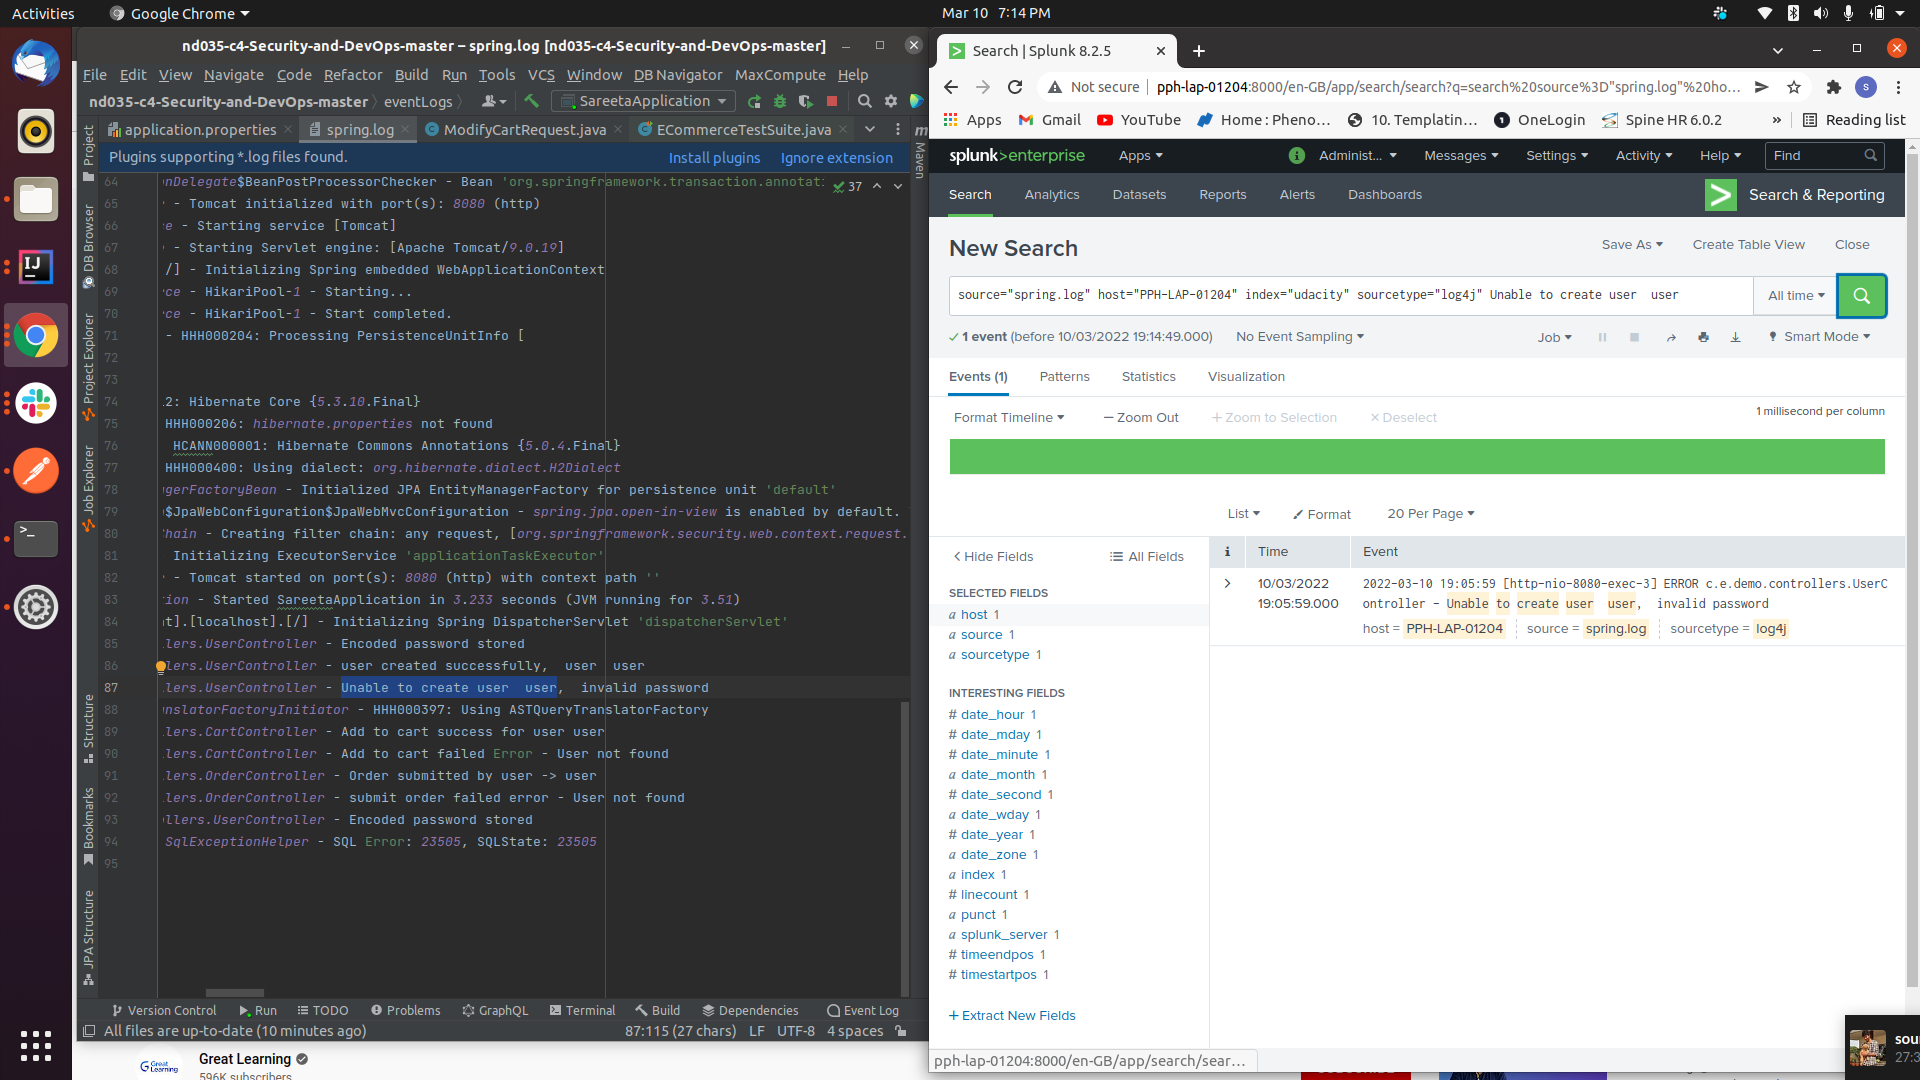 Activities
Google Chrome
Mar 10 7:14 PM
nd035-c4-Security-and-DevOps-master – spring.log [nd035-c4-Security-and-DevOps-master]
File Edit View Navigate Code Refactor Build Run Tools VCS Window DB Navigator MaxCompute Help
nd035-c4-Security-and-DevOps-master eventLogs SareetaApplication
application.properties spring.log ModifyCartRequest.java ECommerceTestSuite.java
Plugins supporting *.log files found. Install plugins Ignore extension
37
64 onDelegate$BeanPostProcessorChecker - Bean 'org.springframework.transaction.annotati
65 - Tomcat initialized with port(s): 8080 (http)
66 ce - Starting service [Tomcat]
67 - Starting Servlet engine: [Apache Tomcat/9.0.19]
68 /] - Initializing Spring embedded WebApplicationContext
69 rce - HikariPool-1 - Starting...
70 rce - HikariPool-1 - Start completed.
71 - HHH000204: Processing PersistenceUnitInfo [
72
73
74 12: Hibernate Core {5.3.10.Final}
75 HHH000206: hibernate.properties not found
76 HCANN000001: Hibernate Commons Annotations {5.0.4.Final}
77 HHH000400: Using dialect: org.hibernate.dialect.H2Dialect
78 agerFactoryBean - Initialized JPA EntityManagerFactory for persistence unit 'default'
79 n$JpaWebConfiguration$JpaWebMvcConfiguration - spring.jpa.open-in-view is enabled by default.
80 Chain - Creating filter chain: any request, [org.springframework.security.web.context.request.
81 Initializing ExecutorService 'applicationTaskExecutor'
82 - Tomcat started on port(s): 8080 (http) with context path ''
83 tion - Started SareetaApplication in 3.233 seconds (JVM running for 3.51)
84 at].[localhost].[/] - Initializing Spring DispatcherServlet 'dispatcherServlet'
85 llers.UserController - Encoded password stored
86 llers.UserController - user created successfully,  user  user
87 llers.UserController - Unable to create user  user,  invalid password
88 anslatorFactoryInitiator - HHH000397: Using ASTQueryTranslatorFactory
89 llers.CartController - Add to cart success for user user
90 llers.CartController - Add to cart failed Error - User not found
91 llers.OrderController - Order submitted by user -> user
92 llers.OrderController - submit order failed error - User not found
93 ollers.UserController - Encoded password stored
94 SqlExceptionHelper - SQL Error: 23505, SQLState: 23505
95
Project
DB Browser
Project Explorer
Job Explorer
Structure
Bookmarks
JPA Structure
Maven
Version Control Run TODO Problems GraphQL Terminal Build Dependencies Event Log
All files are up-to-date (10 minutes ago) 87:115 (27 chars) LF UTF-8 4 spaces
Great Learning
596K subscribers
Search | Splunk 8.2.5
Not secure pph-lap-01204:8000/en-GB/app/search/search?q=search%20source%3D"spring.log"%20ho...
Apps Gmail YouTube Home : Pheno... 10. Templatin... OneLogin Spine HR 6.0.2 » Reading list
splunk>enterprise Apps Administ... Messages Settings Activity Help Find
Search Analytics Datasets Reports Alerts Dashboards Search & Reporting
New Search Save As Create Table View Close
source="spring.log" host="PPH-LAP-01204" index="udacity" sourcetype="log4j" Unable to create user  user All time
1 event (before 10/03/2022 19:14:49.000) No Event Sampling Job Smart Mode
Events (1) Patterns Statistics Visualization
Format Timeline — Zoom Out + Zoom to Selection × Deselect 1 millisecond per column
List Format 20 Per Page
Hide Fields All Fields
i Time Event
SELECTED FIELDS
a host 1
a source 1
a sourcetype 1
INTERESTING FIELDS
# date_hour 1
# date_mday 1
# date_minute 1
a date_month 1
# date_second 1
a date_wday 1
# date_year 1
a date_zone 1
a index 1
# linecount 1
a punct 1
a splunk_server 1
# timeendpos 1
# timestartpos 1
+ Extract New Fields
10/03/2022
19:05:59.000
2022-03-10 19:05:59 [http-nio-8080-exec-3] ERROR c.e.demo.controllers.UserC
ontroller - Unable to create user  user,  invalid password
host = PPH-LAP-01204 source = spring.log sourcetype = log4j
pph-lap-01204:8000/en-GB/app/search/sear...
sou
27:3